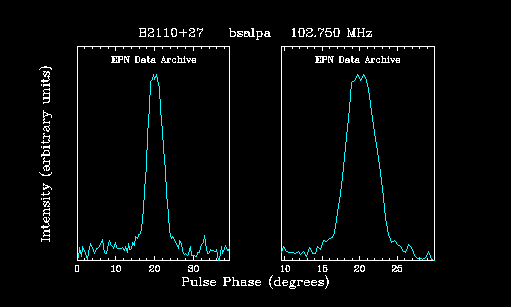 B2110+27 bsalpa 102.750 MHz
EPN Data Archive EPN Data Archive
Intensity (arbitrary units)
0 10 20 30 10 15 20 25
Pulse Phase (degrees)